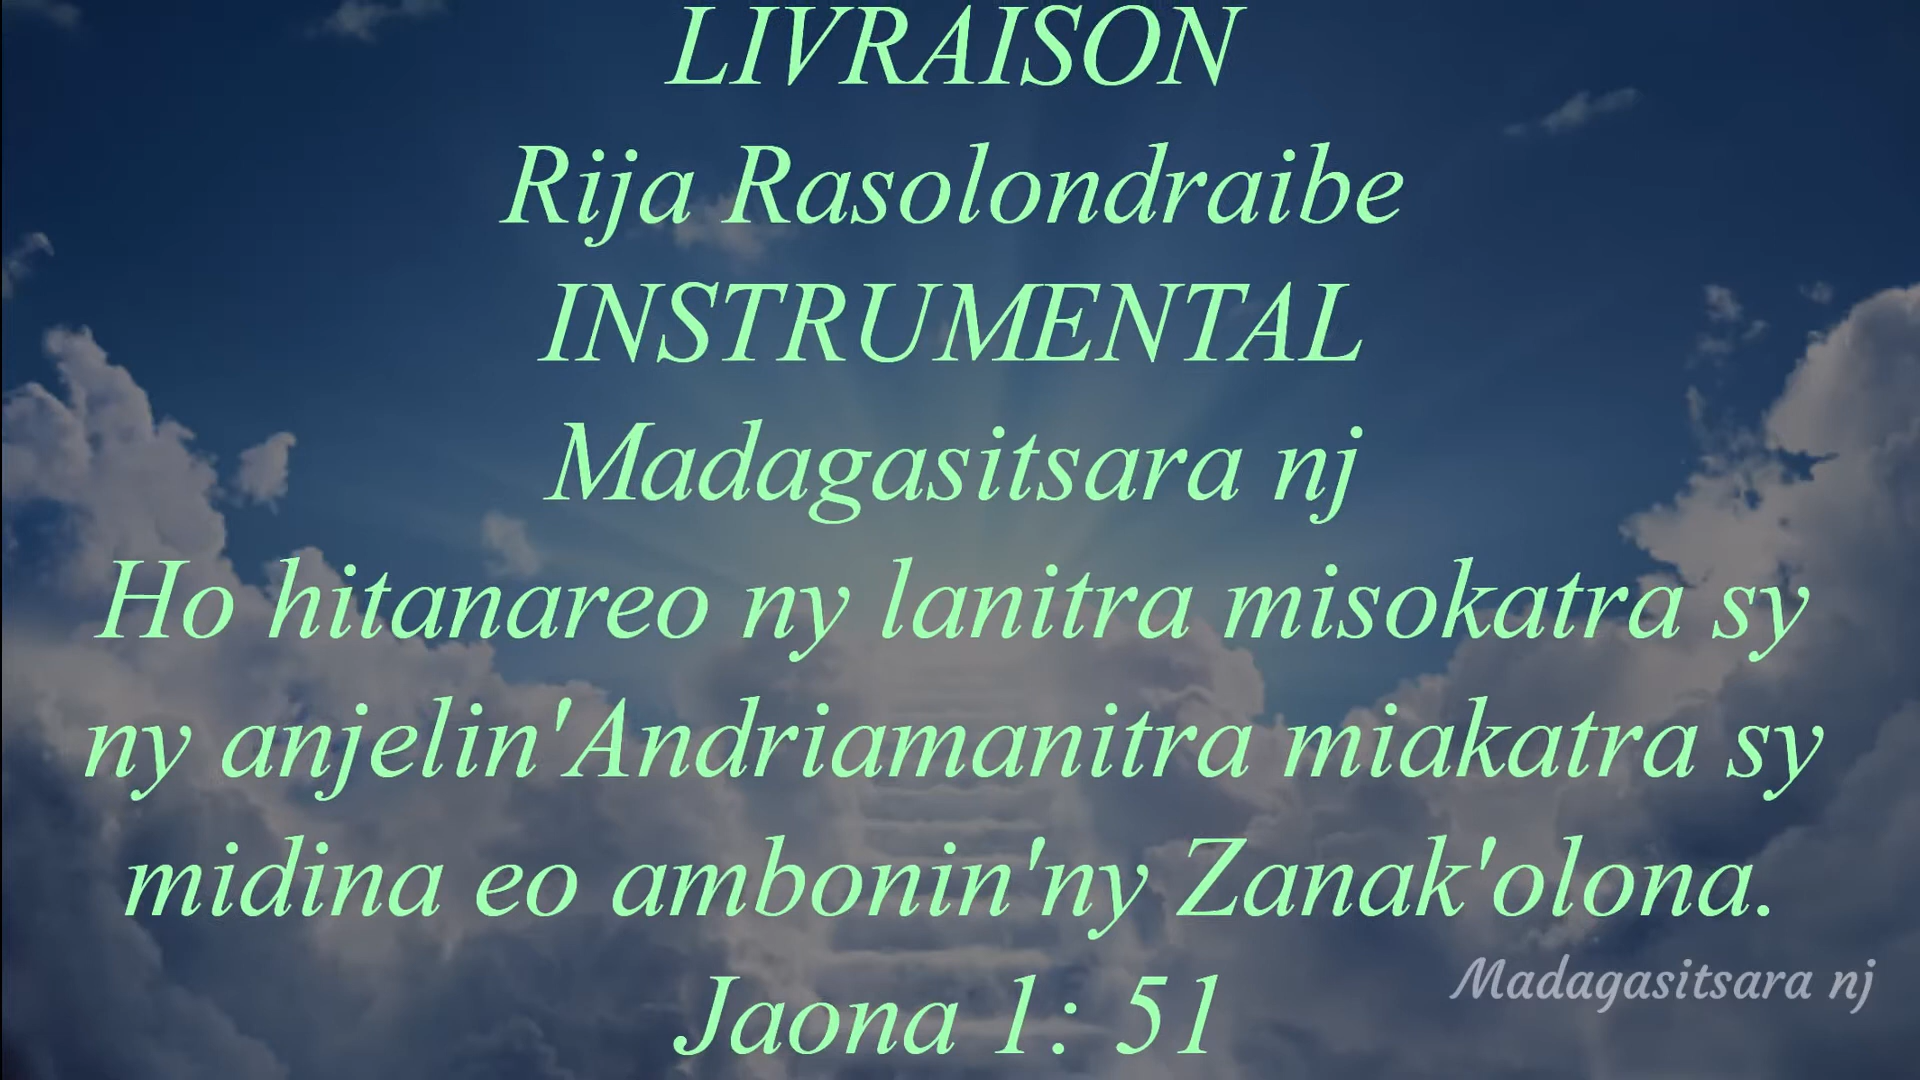 LIVRAISON
Rija Rasolondraibe
INSTRUMENTAL
Madagasitsara nj
Ho hitanareo ny lanitra misokatra sy
ny anjelin'Andriamanitra miakatra sy
midina eo ambonin'ny Zanak'olona.
Jaona 1: 51
Madagasitsara nj